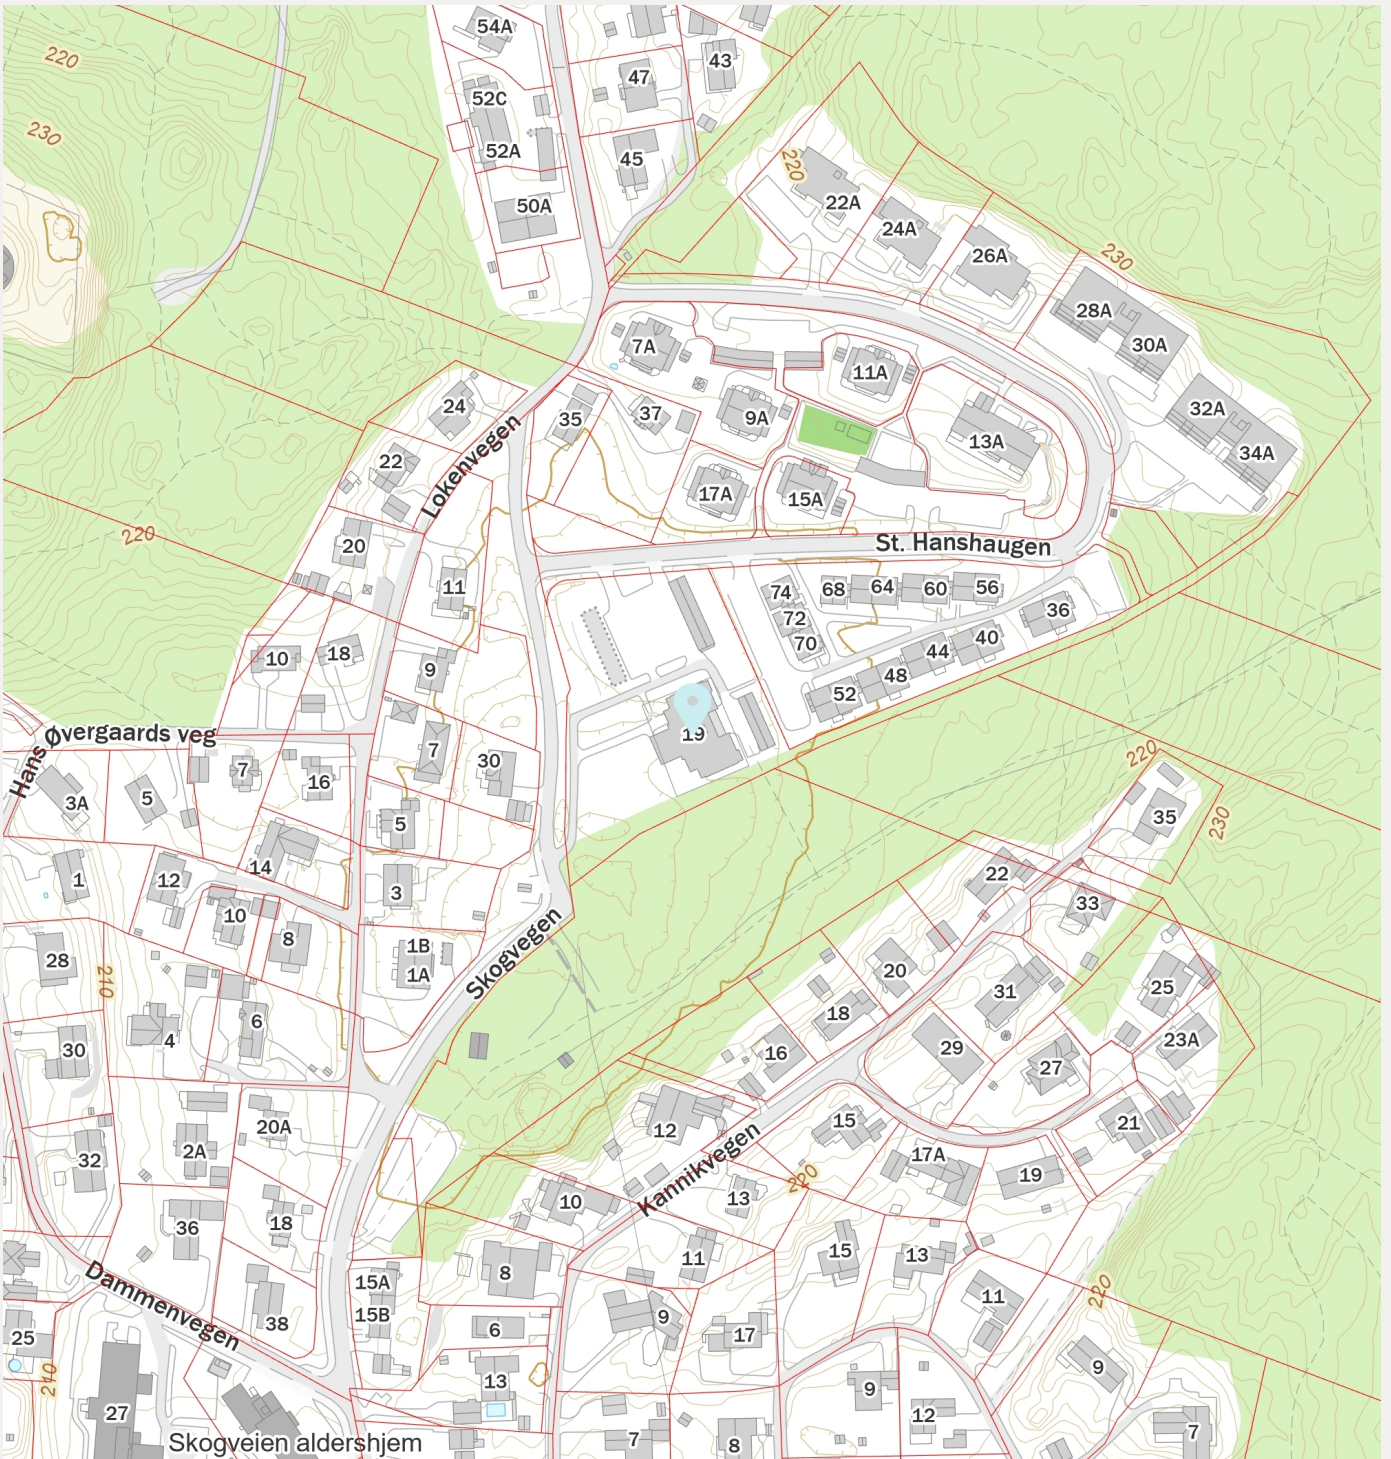 54A
43
220
47
52C
230
52A
45
220
22A
50A
24A
26A
230
28A
7A
30A
11A
24
37
32A
35
9A
13A
Lokenvegen
34A
22
17A
15A
220
20
St. Hanshaugen
11
74
68
64
60
56
72
36
70
40
10
18
9
44
48
52
19
Hans Øvergaards veg
7
220
7
30
16
3A
5
35
5
230
14
22
1
12
3
33
10
8
1B
Skogvegen
28
1A
20
210
25
31
6
18
4
30
29
23A
16
27
15
21
20A
12
2A
17A
32
19
220
Kannikvegen
13
10
36
18
15
13
11
8
Dammenvegen
15A
220
11
15B
9
38
6
17
25
9
210
13
9
27
12
7
Skogveien aldershjem
7
8